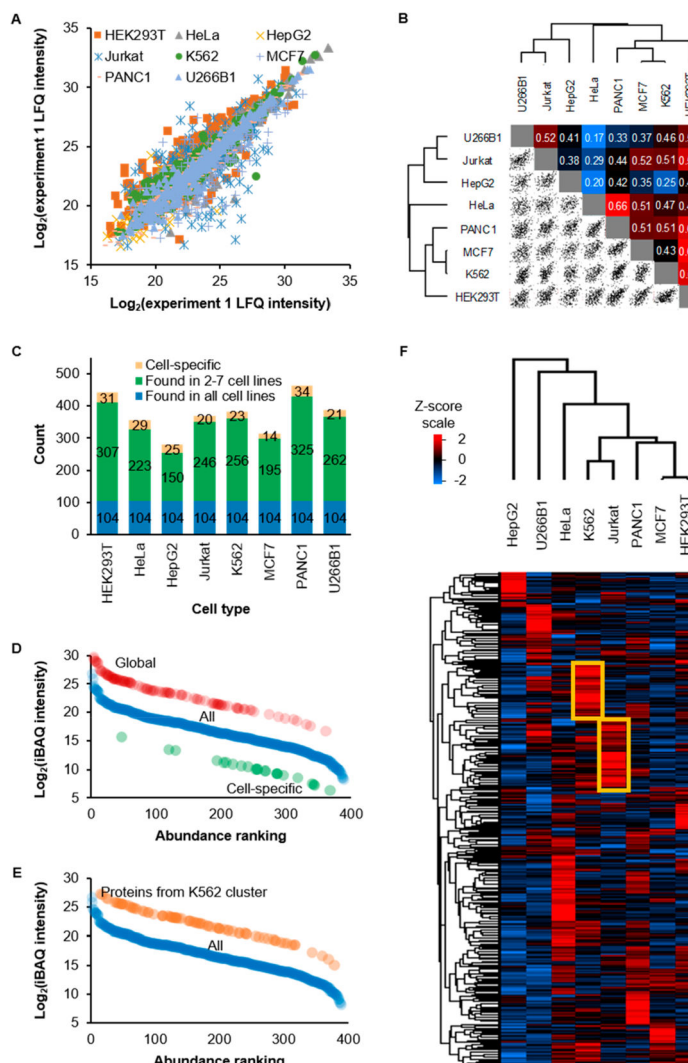 A
HEK293T HeLa HepG2
Jurkat K562 MCF7
PANC1 U266B1
Log2(experiment 1 LFQ intensity)
35
30
25
20
15
15 20 25 30 35
Log2(experiment 1 LFQ intensity)
B
U266B1 Jurkat HepG2 HeLa PANC1 MCF7 K562
U266B1 0.52 0.41 0.17 0.33 0.37 0.46
Jurkat 0.38 0.29 0.44 0.52 0.51
HepG2 0.20 0.42 0.35 0.25
HeLa 0.66 0.51 0.47
PANC1 0.51 0.51
MCF7 0.43
K562
HEK293T
C
Cell-specific
Found in 2-7 cell lines
Found in all cell lines
Count
500
400
300
200
100
0
31 29 25 20 23 14 34 21
307 223 150 246 256 195 325 262
104 104 104 104 104 104 104 104
HEK293T HeLa HepG2 Jurkat K562 MCF7 PANC1 U266B1
Cell type
D
Log2(iBAQ intensity)
30
25
20
15
10
5
Global
All
Cell-specific
0 100 200 300 400
Abundance ranking
E
Log2(iBAQ intensity)
30
25
20
15
10
5
Proteins from K562 cluster
All
0 100 200 300 400
Abundance ranking
F
Z-score
scale
2
0
-2
HepG2 U266B1 HeLa K562 Jurkat PANC1 MCF7